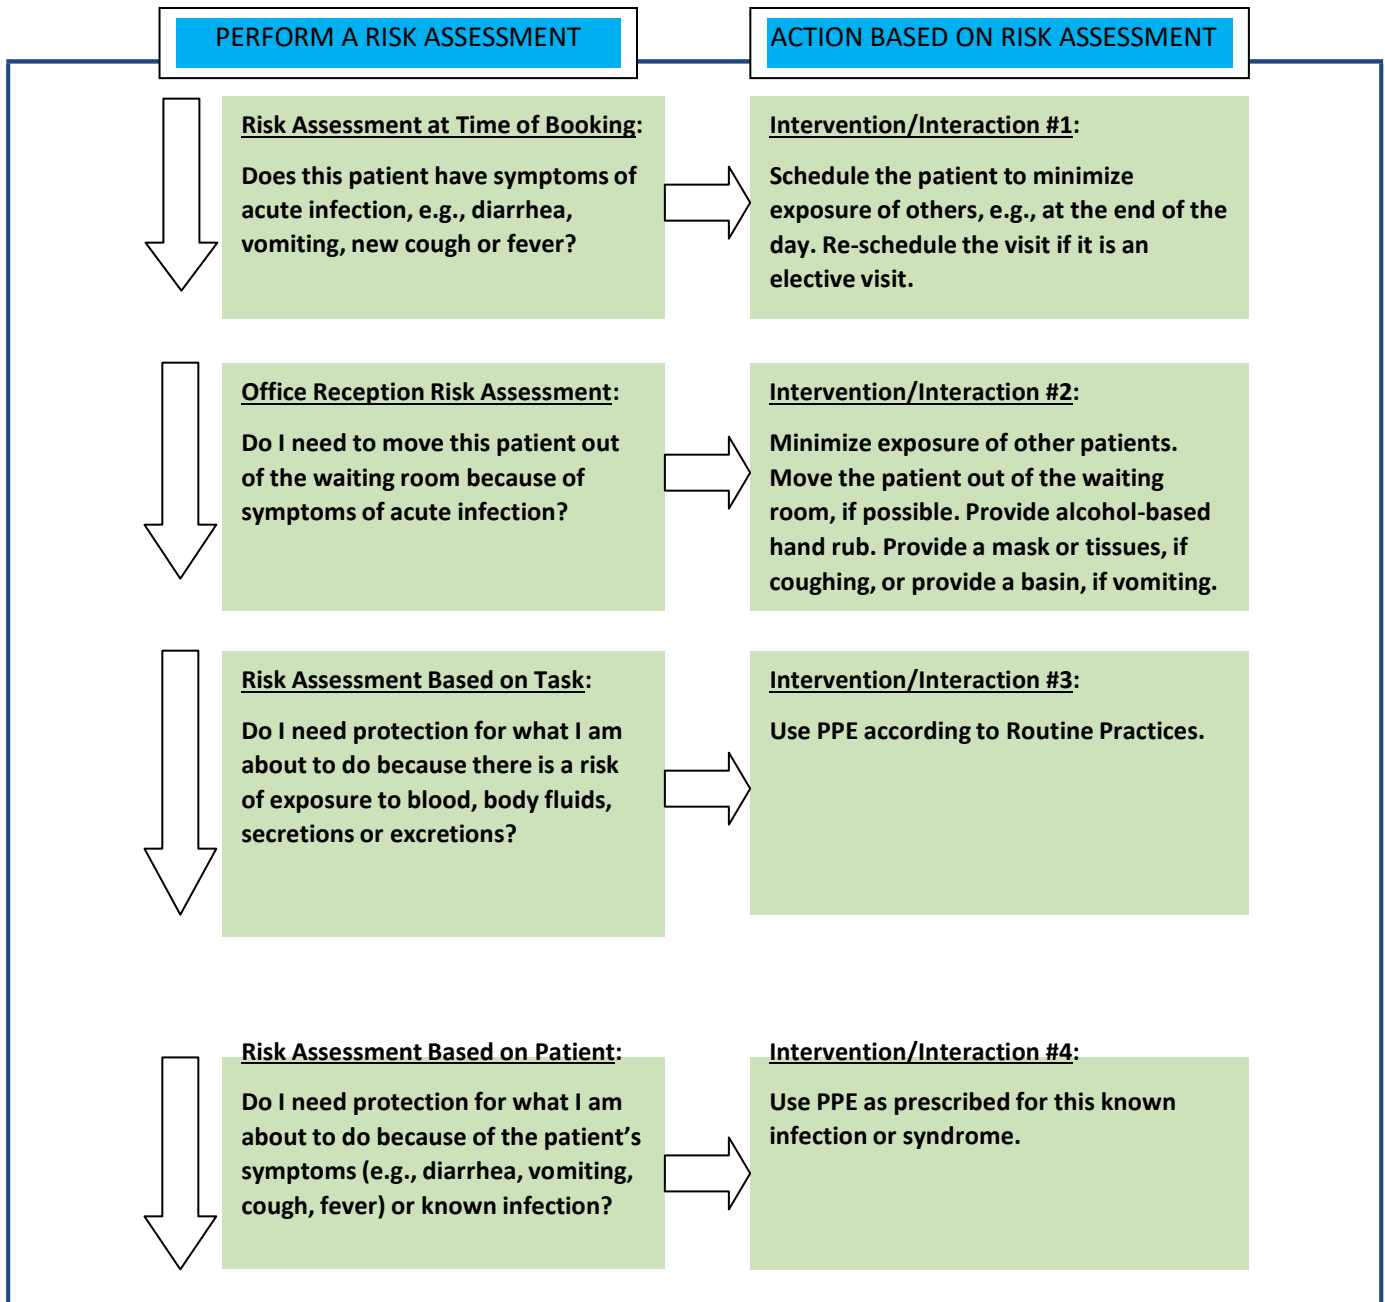 PERFORM A RISK ASSESSMENT
ACTION BASED ON RISK ASSESSMENT
Risk Assessment at Time of Booking:
Does this patient have symptoms of
acute infection, e.g., diarrhea,
vomiting, new cough or fever?
Intervention/Interaction #1:
Schedule the patient to minimize
exposure of others, e.g., at the end of the
day. Re-schedule the visit if it is an
elective visit.
Office Reception Risk Assessment:
Do I need to move this patient out
of the waiting room because of
symptoms of acute infection?
Intervention/Interaction #2:
Minimize exposure of other patients.
Move the patient out of the waiting
room, if possible. Provide alcohol-based
hand rub. Provide a mask or tissues, if
coughing, or provide a basin, if vomiting.
Risk Assessment Based on Task:
Do I need protection for what I am
about to do because there is a risk
of exposure to blood, body fluids,
secretions or excretions?
Intervention/Interaction #3:
Use PPE according to Routine Practices.
Risk Assessment Based on Patient:
Do I need protection for what I am
about to do because of the patient’s
symptoms (e.g., diarrhea, vomiting,
cough, fever) or known infection?
Intervention/Interaction #4:
Use PPE as prescribed for this known
infection or syndrome.